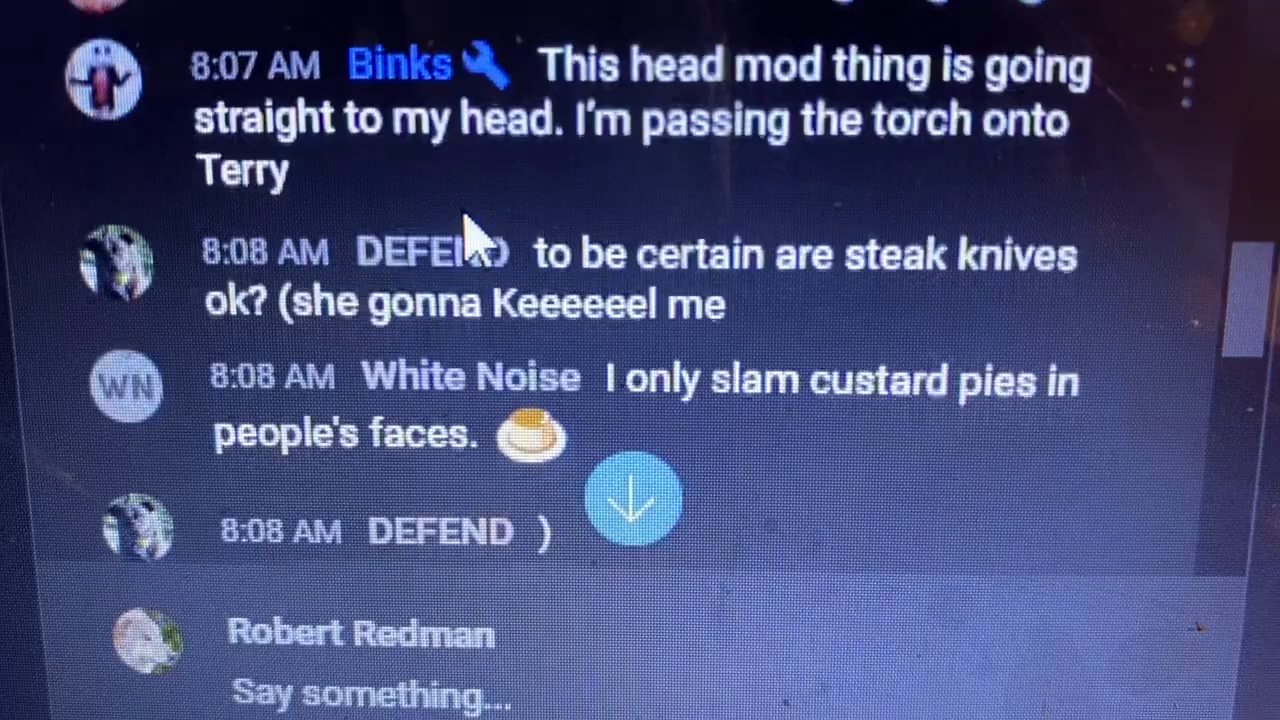 8:07 AM Binks This head mod thing is going
straight to my head. I'm passing the torch onto
Terry
8:08 AM DEFEND to be certain are steak knives
ok? (she gonna Keeeeeel me
WN 8:08 AM White Noise I only slam custard pies in
people's faces.
8:08 AM DEFEND )
Robert Redman
Say something...